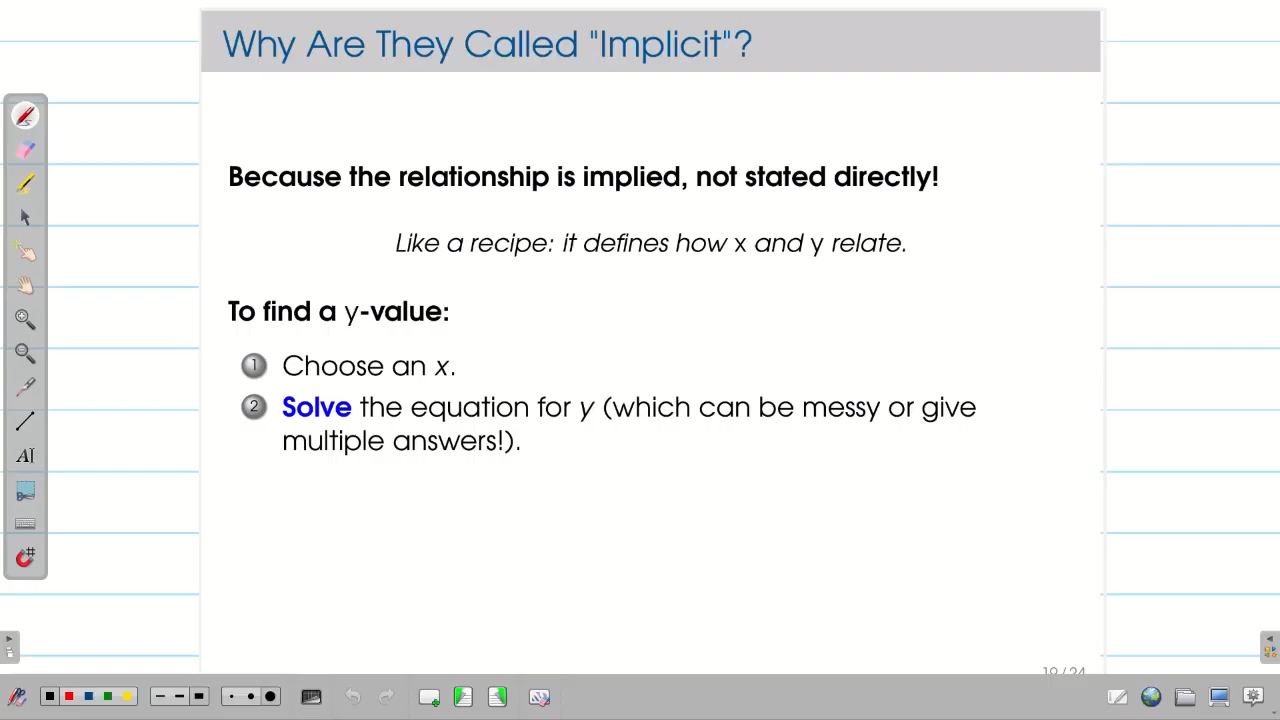 Why Are They Called "Implicit"?
Because the relationship is implied, not stated directly!
Like a recipe: it defines how x and y relate.
To find a y-value:
1 Choose an x.
2 Solve the equation for y (which can be messy or give
multiple answers!).
19 / 24